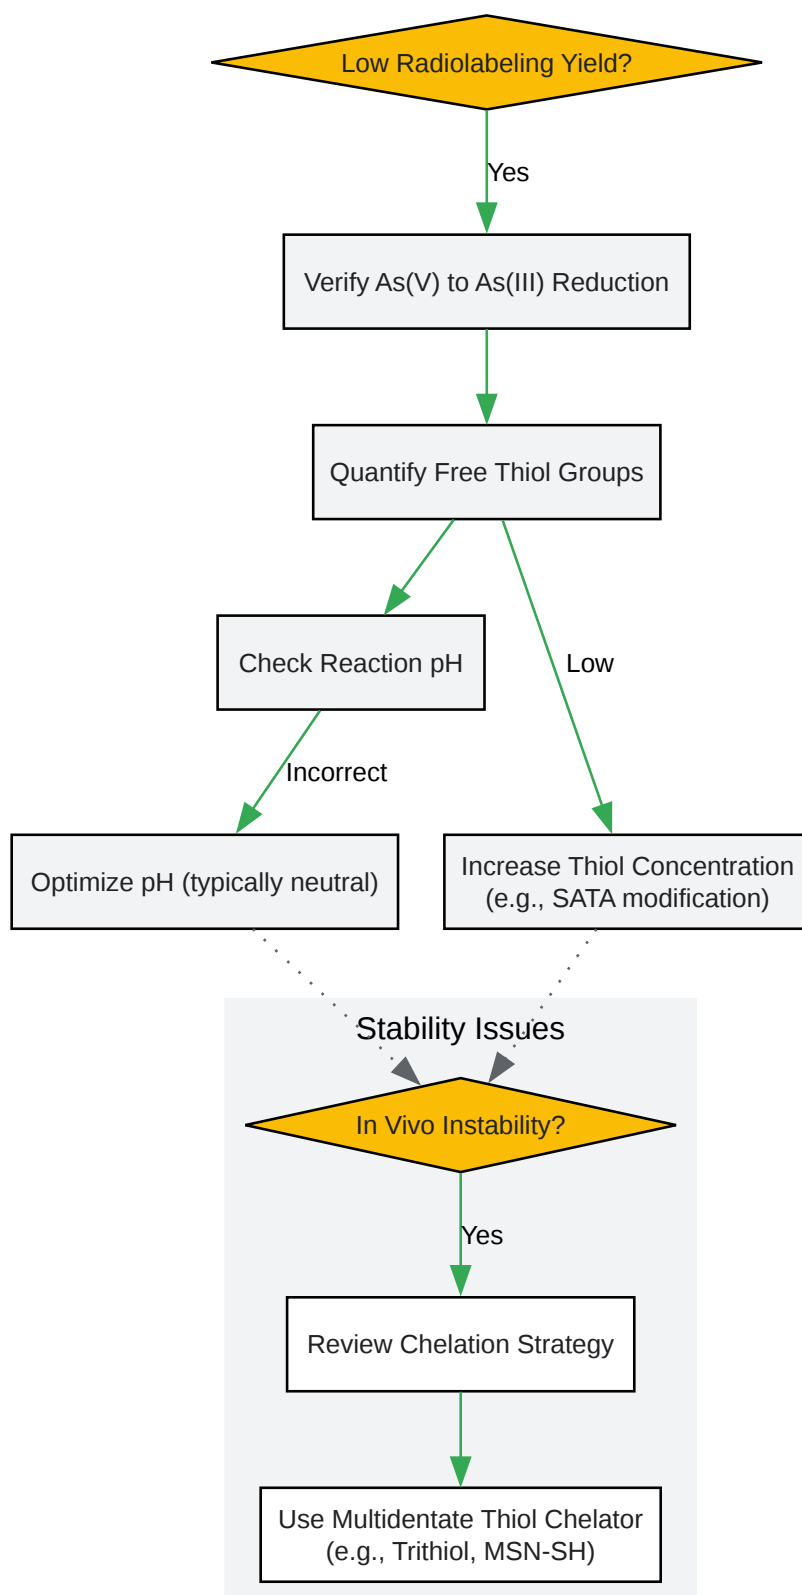 Low Radiolabeling Yield?
Yes
Verify As(V) to As(III) Reduction
Quantify Free Thiol Groups
Check Reaction pH
Low
Incorrect
Optimize pH (typically neutral)
Increase Thiol Concentration
(e.g., SATA modification)
Stability Issues
In Vivo Instability?
Yes
Review Chelation Strategy
Use Multidentate Thiol Chelator
(e.g., Trithiol, MSN-SH)